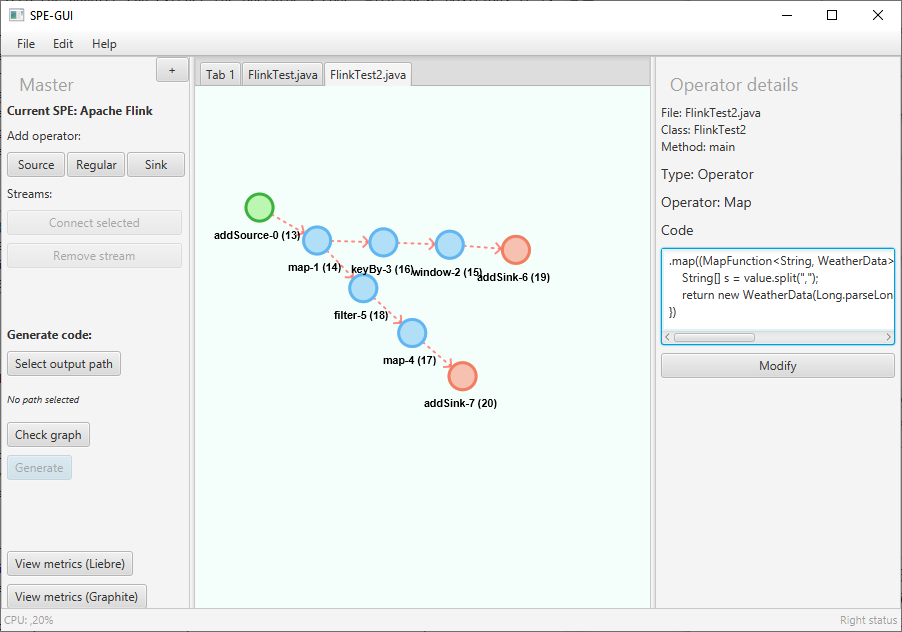 SPE-GUI
File Edit Help
+
Master
Current SPE: Apache Flink
Add operator:
Source Regular Sink
Streams:
Connect selected
Remove stream
Generate code:
Select output path
No path selected
Check graph
Generate
View metrics (Liebre)
View metrics (Graphite)
CPU: ,20%
Tab 1 FlinkTest.java FlinkTest2.java
addSource-0 (13)
map-1 (14)
keyBy-3 (16)
window-2 (15)
addSink-6 (19)
filter-5 (18)
map-4 (17)
addSink-7 (20)
Operator details
File: FlinkTest2.java
Class: FlinkTest2
Method: main
Type: Operator
Operator: Map
Code
.map((MapFunction<String, WeatherData>
String[] s = value.split(",");
return new WeatherData(Long.parseLon
})
Modify
Right status